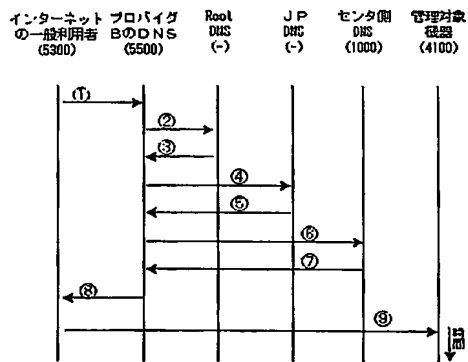 インターネット
の一般利用者
(5300)
プロバイダ
BのDNS
(5500)
Root
DNS
(-)
JP
DNS
(-)
センタ側
DNS
(1000)
管理対象
機器
(4100)
①
②
③
④
⑤
⑥
⑦
⑧
⑨
時間